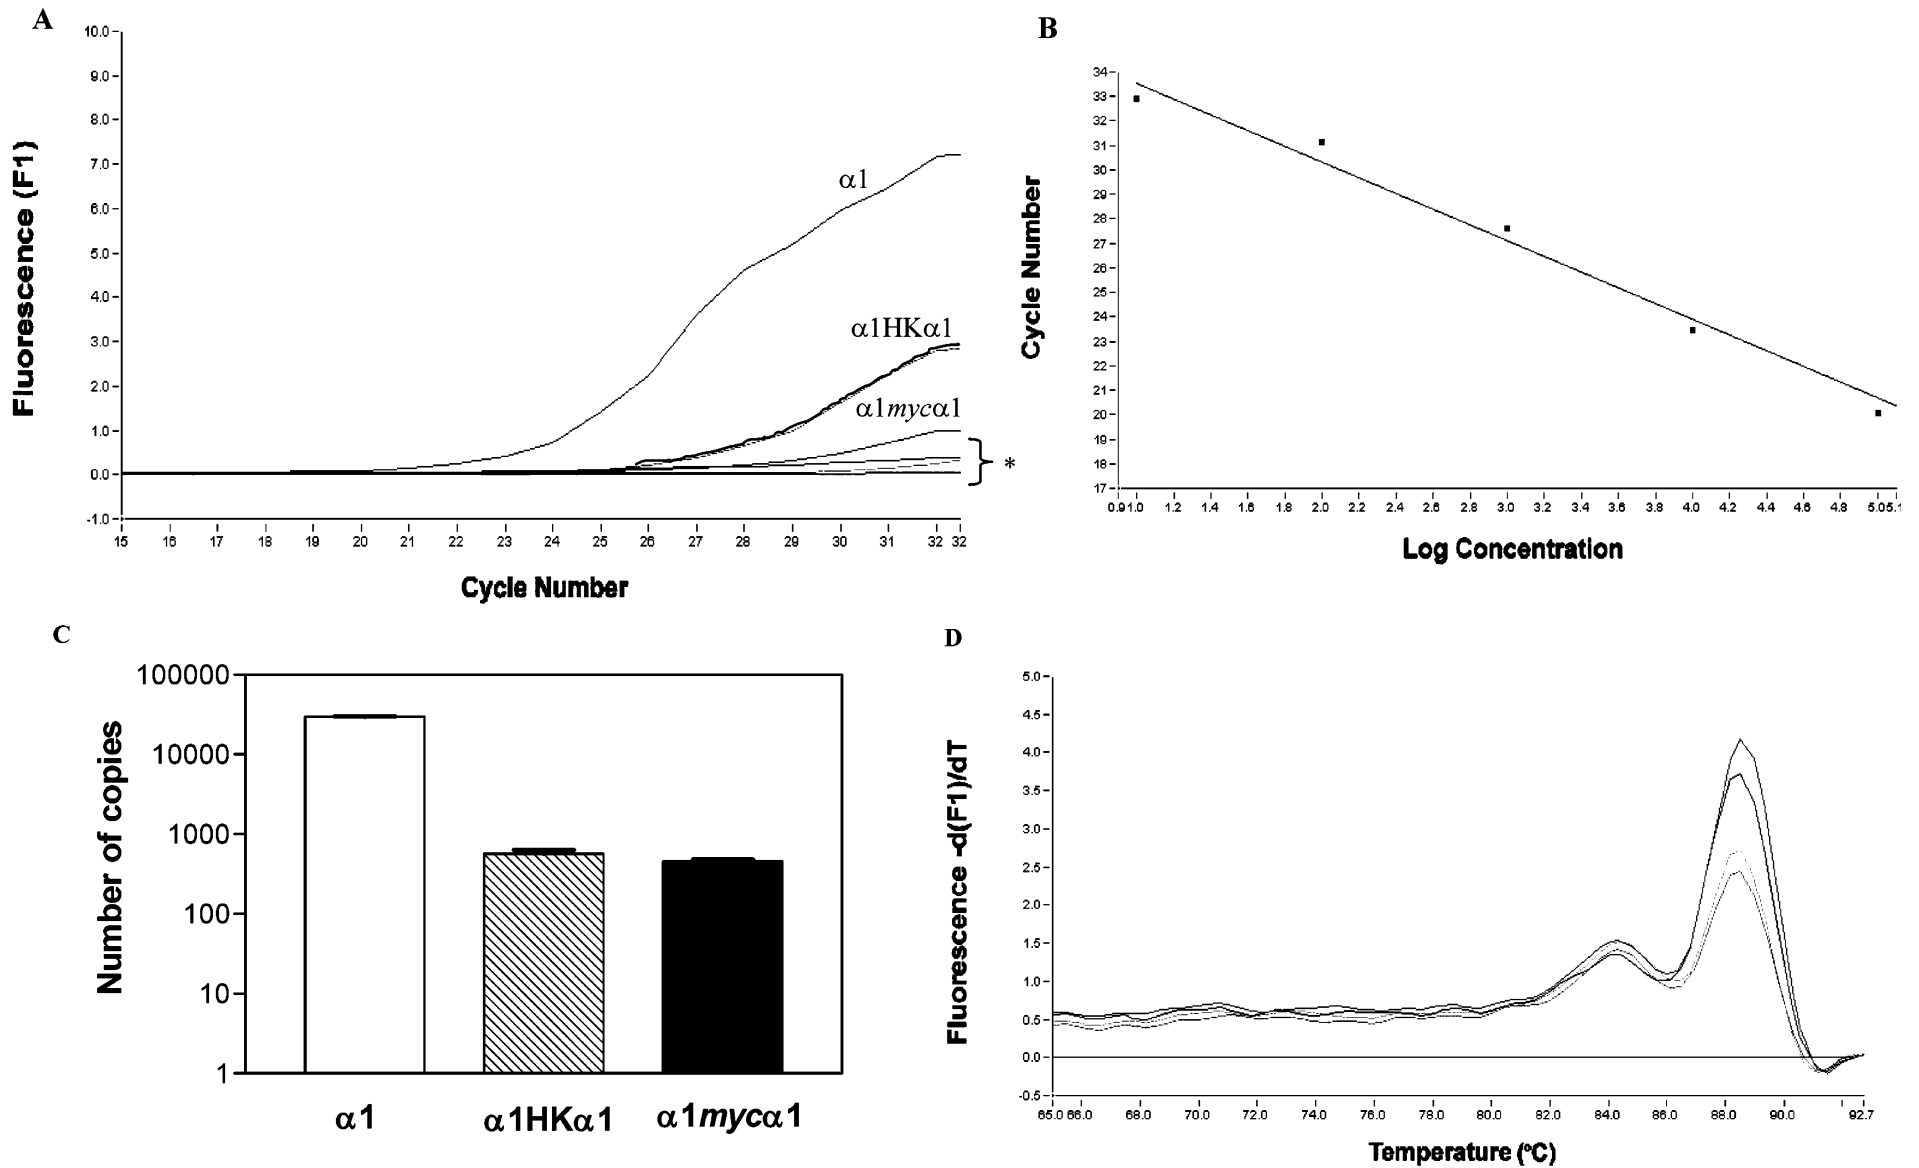 A
Fluorescence (F1)
10.0
9.0
8.0
7.0
6.0
5.0
4.0
3.0
2.0
1.0
0.0
-1.0
α1
α1HKα1
α1mycα1
*
15 16 17 18 19 20 21 22 23 24 25 26 27 28 29 30 31 32 32
Cycle Number
B
Cycle Number
34
33
32
31
30
29
28
27
26
25
24
23
22
21
20
19
18
17
0.9 1.0 1.2 1.4 1.6 1.8 2.0 2.2 2.4 2.6 2.8 3.0 3.2 3.4 3.6 3.8 4.0 4.2 4.4 4.6 4.8 5.0 5.1
Log Concentration
C
Number of copies
100000
10000
1000
100
10
1
α1 α1HKα1 α1mycα1
D
Fluorescence -d(F1)/dT
5.0
4.5
4.0
3.5
3.0
2.5
2.0
1.5
1.0
0.5
0.0
-0.5
65.0 66.0 68.0 70.0 72.0 74.0 76.0 78.0 80.0 82.0 84.0 86.0 88.0 90.0 92.7
Temperature (ºC)